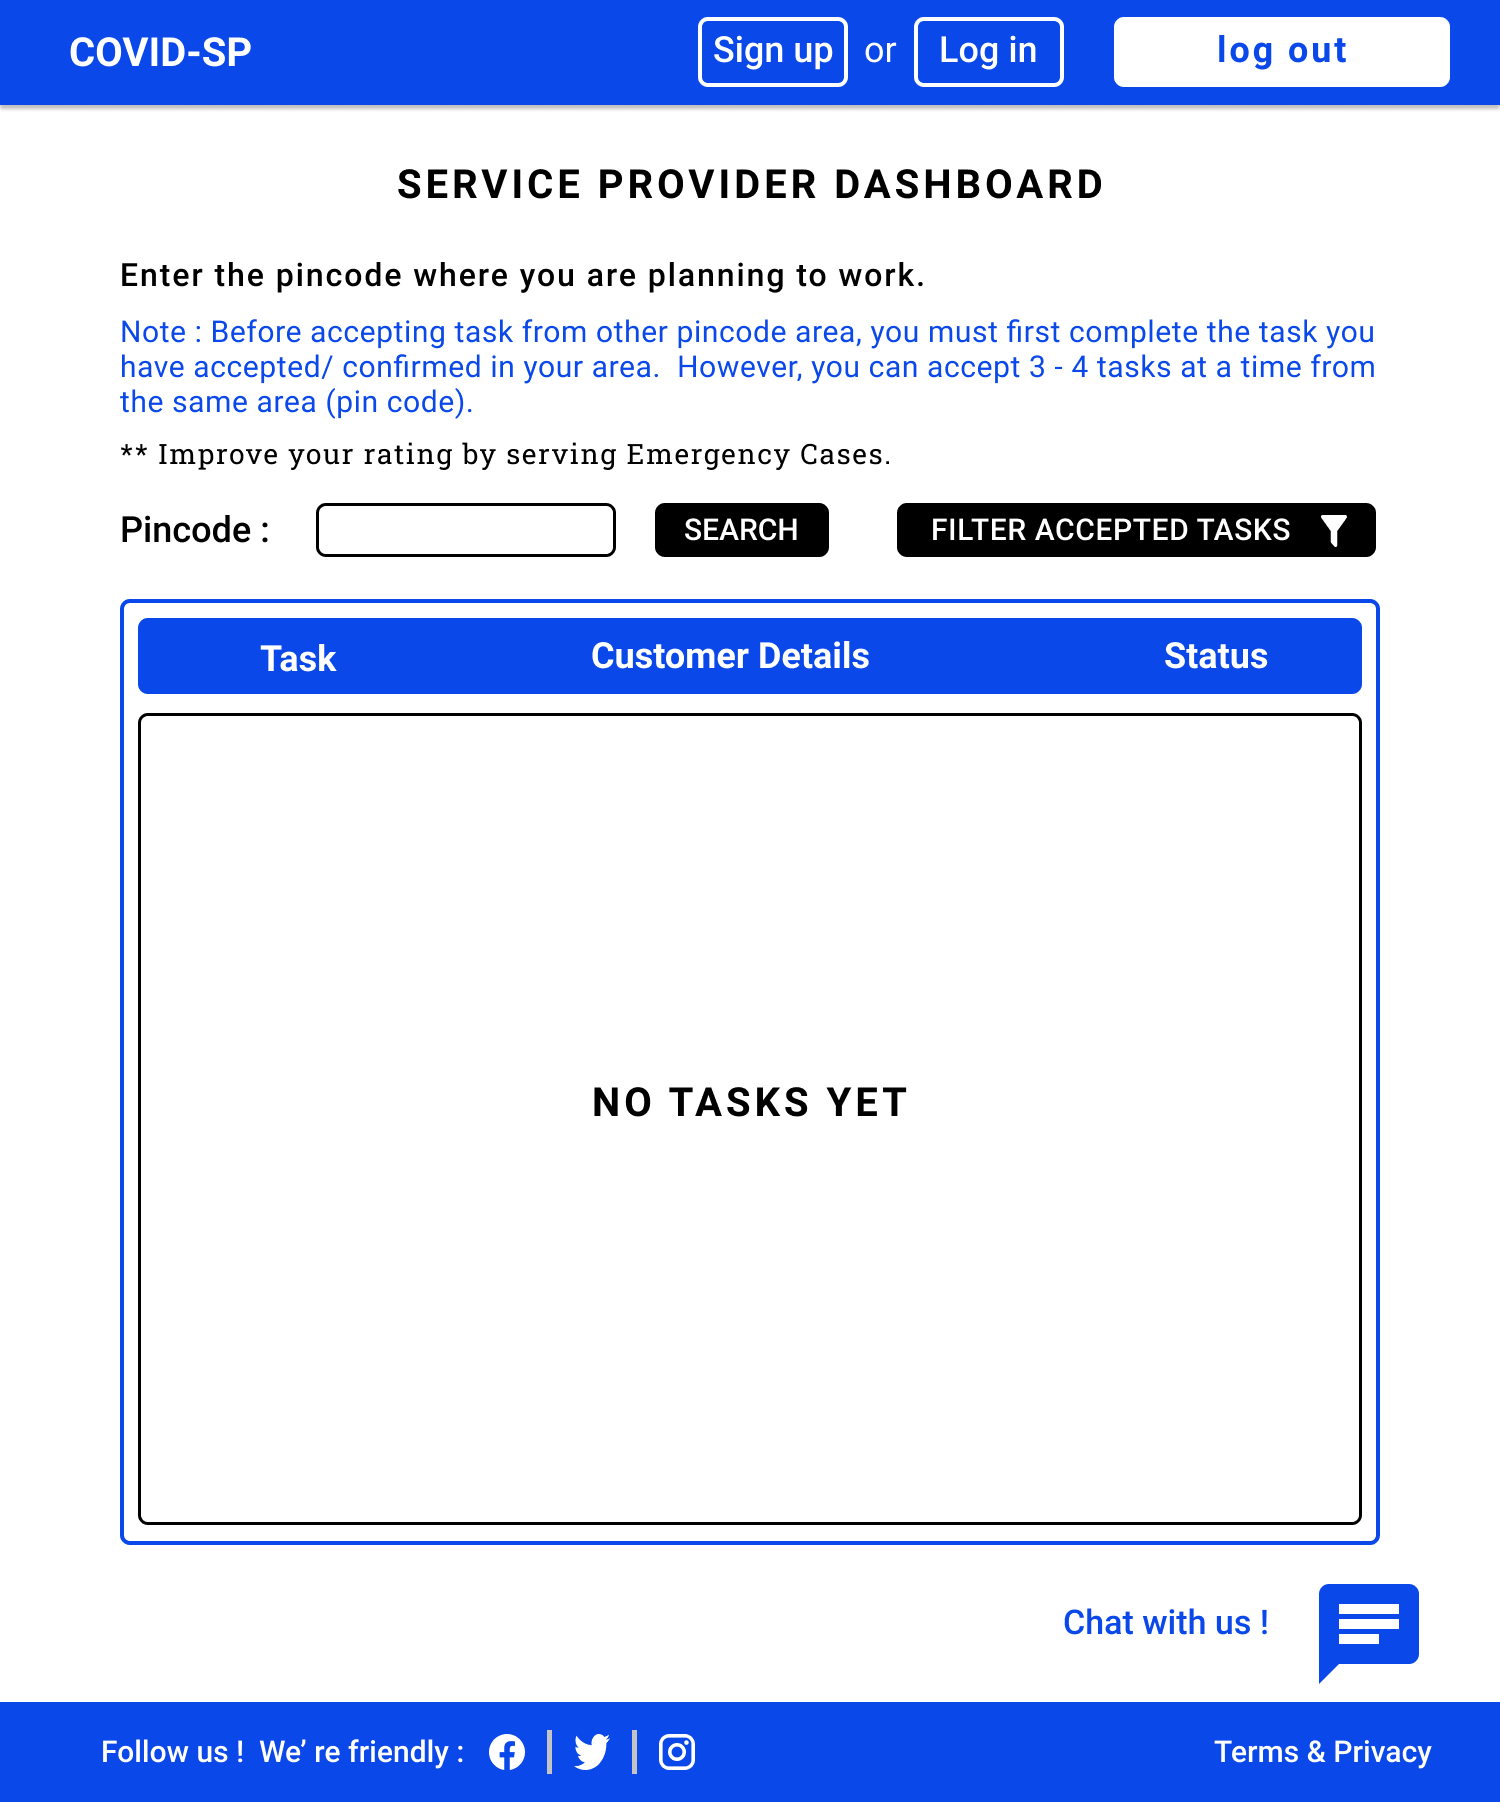 COVID-SP
Sign up or Log in
log out
SERVICE PROVIDER DASHBOARD
Enter the pincode where you are planning to work.
Note : Before accepting task from other pincode area, you must first complete the task you
have accepted/ confirmed in your area.  However, you can accept 3 - 4 tasks at a time from
the same area (pin code).
** Improve your rating by serving Emergency Cases.
Pincode :
SEARCH
FILTER ACCEPTED TASKS
Task Customer Details Status
NO TASKS YET
Chat with us !
Follow us !  We’ re friendly :
Terms & Privacy